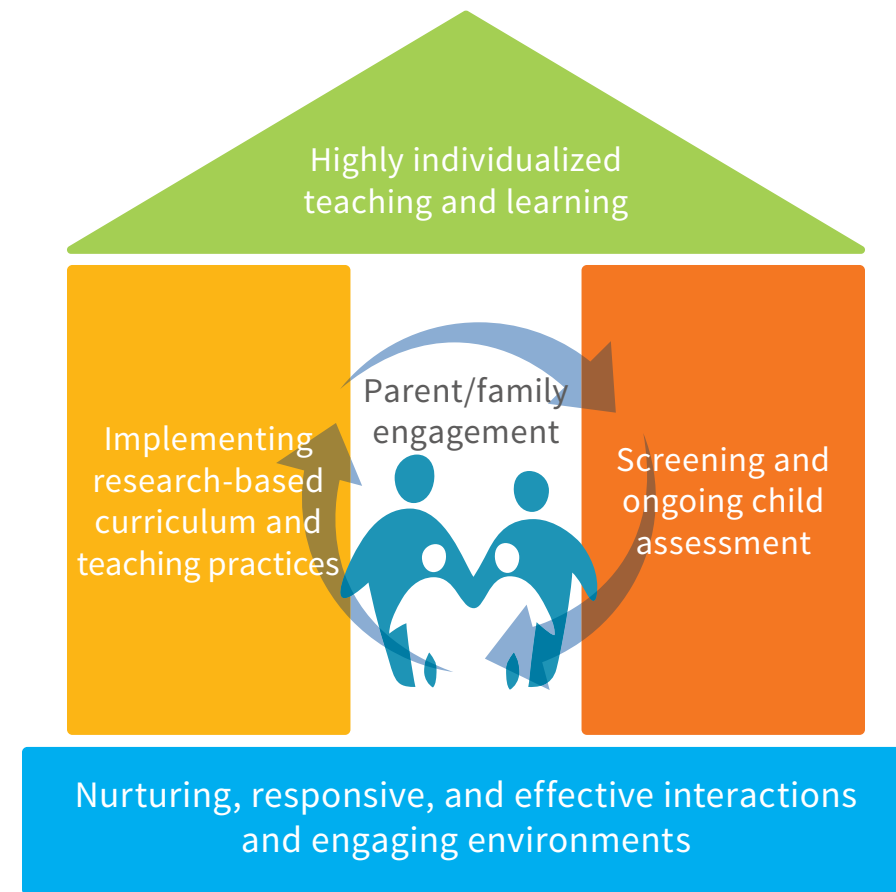 Highly individualized
teaching and learning
Parent/family
engagement
Implementing
research-based
curriculum and
teaching practices
Screening and
ongoing child
assessment
Nurturing, responsive, and effective interactions
and engaging environments